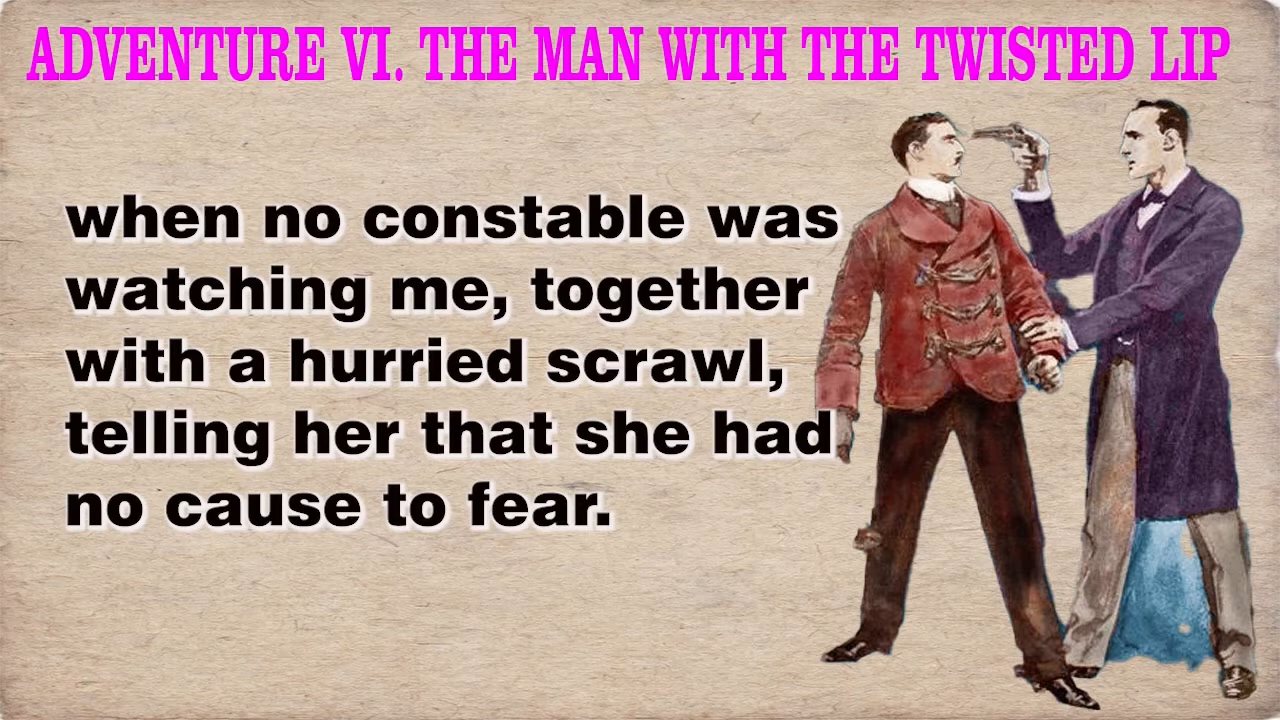 ADVENTURE VI. THE MAN WITH THE TWISTED LIP
when no constable was
watching me, together
with a hurried scrawl,
telling her that she had
no cause to fear.